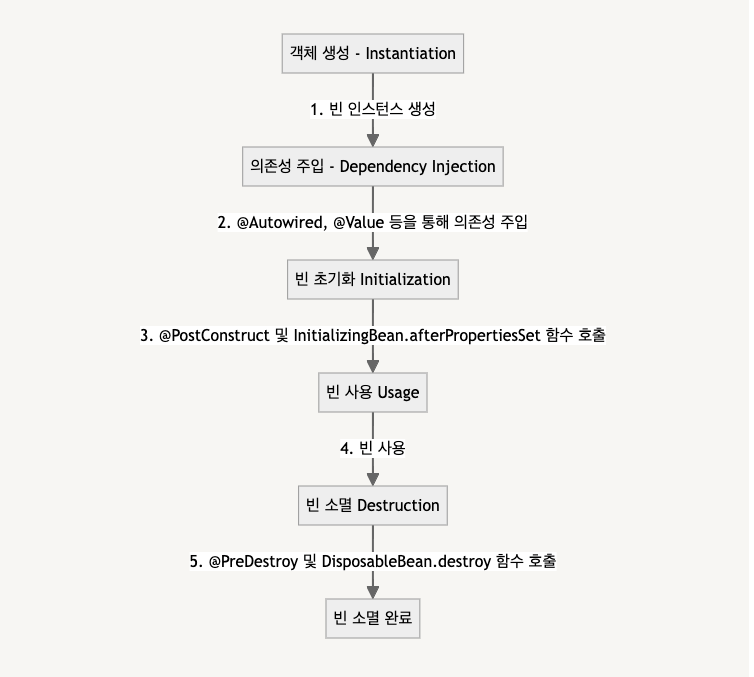 객체 생성 - Instantiation
1. 빈 인스턴스 생성
의존성 주입 - Dependency Injection
2. @Autowired, @Value 등을 통해 의존성 주입
빈 초기화 Initialization
3. @PostConstruct 및 InitializingBean.afterPropertiesSet 함수 호출
빈 사용 Usage
4. 빈 사용
빈 소멸 Destruction
5. @PreDestroy 및 DisposableBean.destroy 함수 호출
빈 소멸 완료